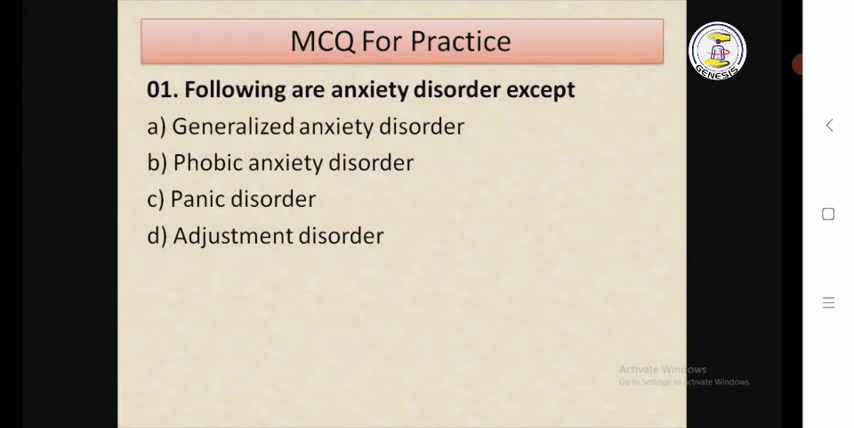 MCQ For Practice
GENESIS
01. Following are anxiety disorder except
a) Generalized anxiety disorder
b) Phobic anxiety disorder
c) Panic disorder
d) Adjustment disorder
Activate Windows
Go to Settings to activate Windows.